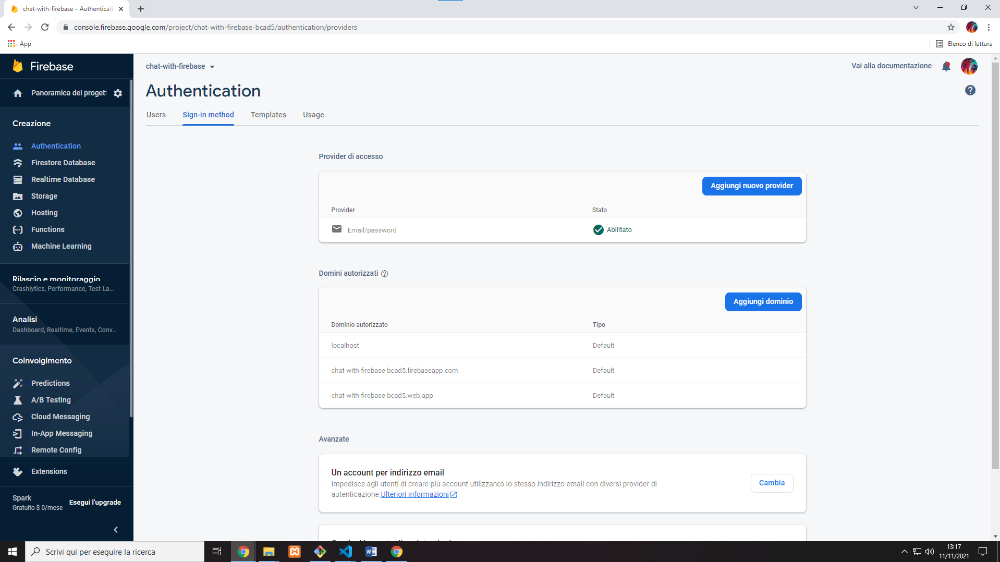 chat-with-firebase – Authenticati
console.firebase.google.com/project/chat-with-firebase-bcad5/authentication/providers
App
Elenco di lettura
Firebase
chat-with-firebase
Vai alla documentazione
Panoramica del progett
Authentication
Users
Sign-in method
Templates
Usage
Creazione
Authentication
Firestore Database
Realtime Database
Storage
Hosting
Functions
Machine Learning
Rilascio e monitoraggio
Crashlytics, Performance, Test La...
Analisi
Dashboard, Realtime, Events, Conv...
Coinvolgimento
Predictions
A/B Testing
Cloud Messaging
In-App Messaging
Remote Config
Extensions
Spark
Gratuito $ 0/mese
Esegui l'upgrade
Provider di accesso
Aggiungi nuovo provider
Provider
Stato
Email/password
Abilitato
Domini autorizzati
Aggiungi dominio
Dominio autorizzato
Tipo
localhost
Default
chat-with-firebase-bcad5.firebaseapp.com
Default
chat-with-firebase-bcad5.web.app
Default
Avanzate
Un account per indirizzo email
Impedisce agli utenti di creare più account utilizzando lo stesso indirizzo email con diversi provider di
autenticazione.Ulteriori informazioni
Cambia
Scrivi qui per eseguire la ricerca
13:17
11/11/2021